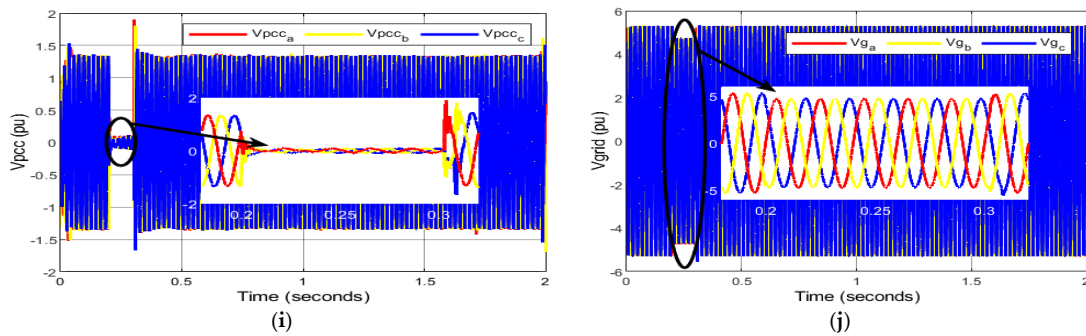 Vpcc_a Vpcc_b Vpcc_c
Vpcc (pu)
2
1.5
1
0.5
0
-0.5
-1
-1.5
-2
2
0
-2
0.2 0.25 0.3
0 0.5 1 1.5 2
Time (seconds)
(i)
Vg_a Vg_b Vg_c
Vgrid (pu)
6
4
2
0
-2
-4
-6
5
0
-5
0.2 0.25 0.3
0 0.5 1 1.5 2
Time (seconds)
(j)